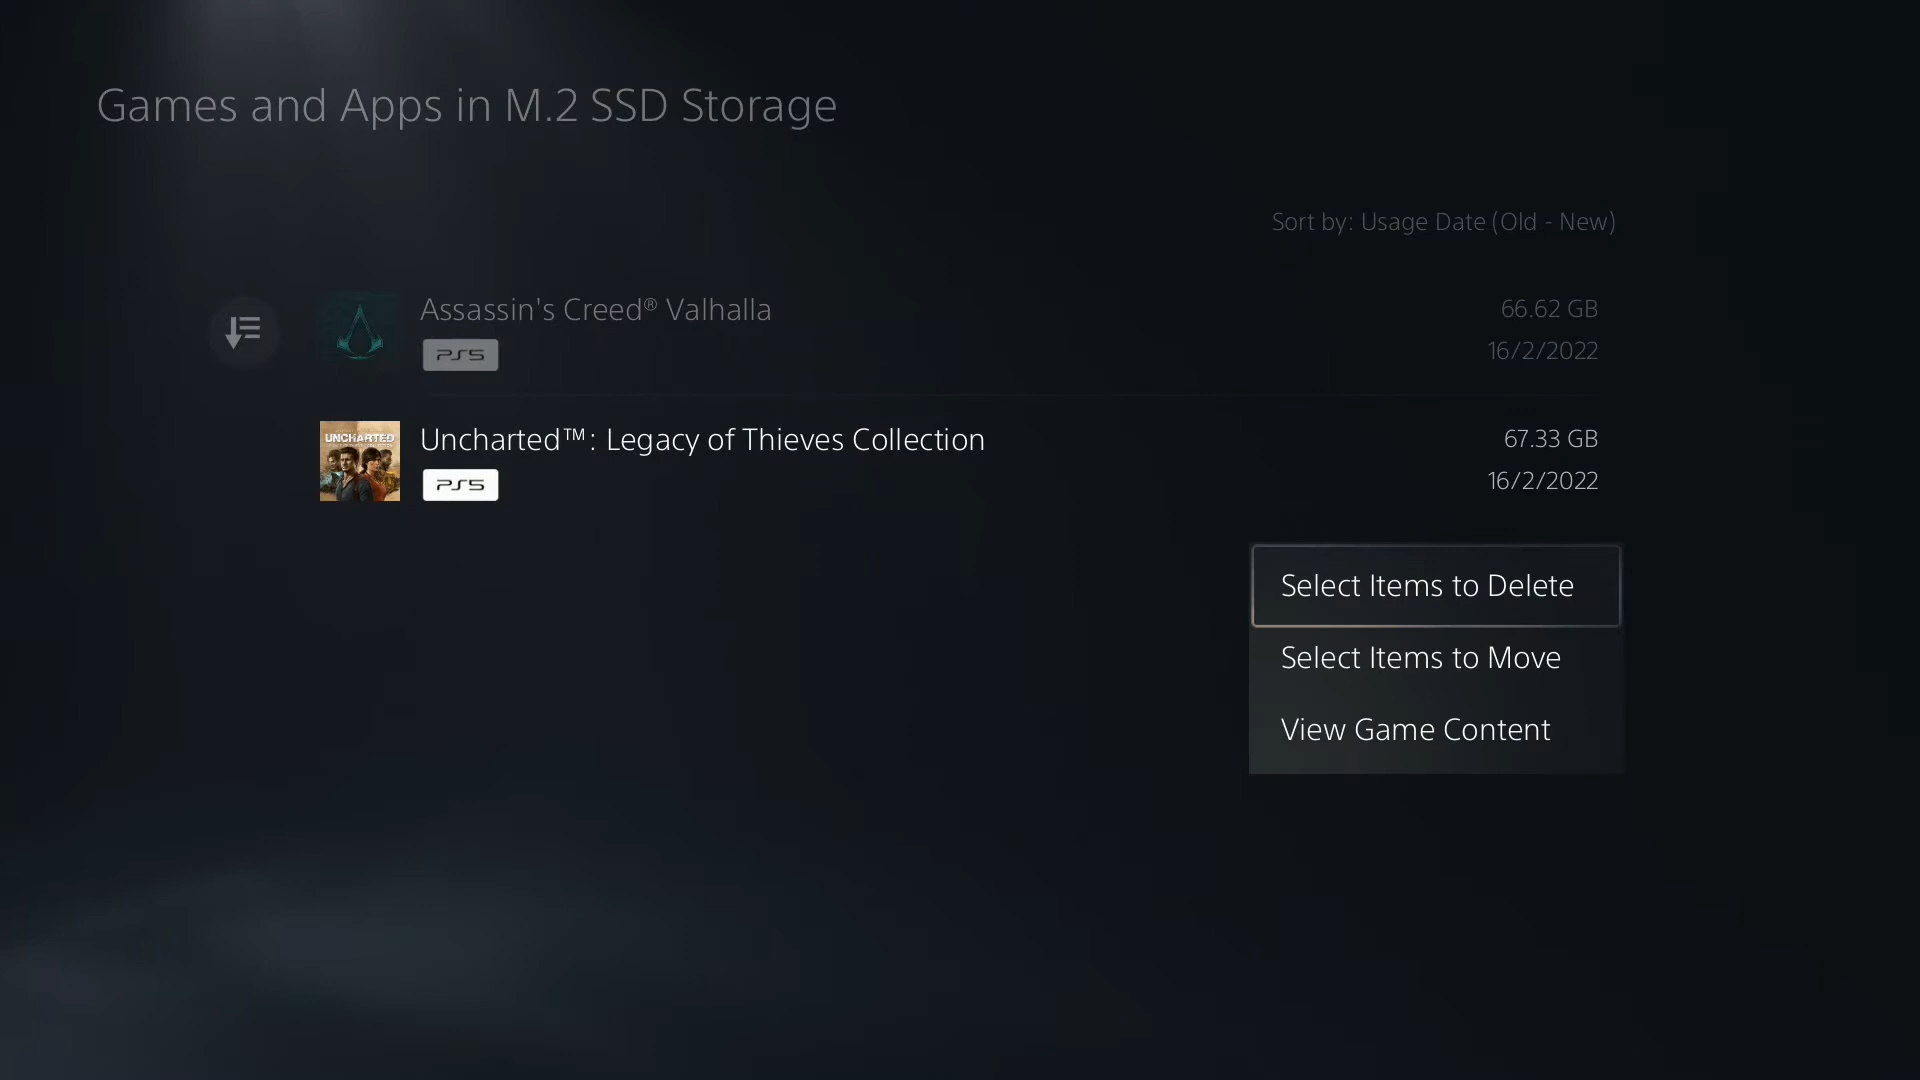 Games and Apps in M.2 SSD Storage
Sort by: Usage Date (Old - New)
Assassin's Creed® Valhalla
66.62 GB
PS5
16/2/2022
UNCHARTED
Uncharted™: Legacy of Thieves Collection
67.33 GB
PS5
16/2/2022
Select Items to Delete
Select Items to Move
View Game Content